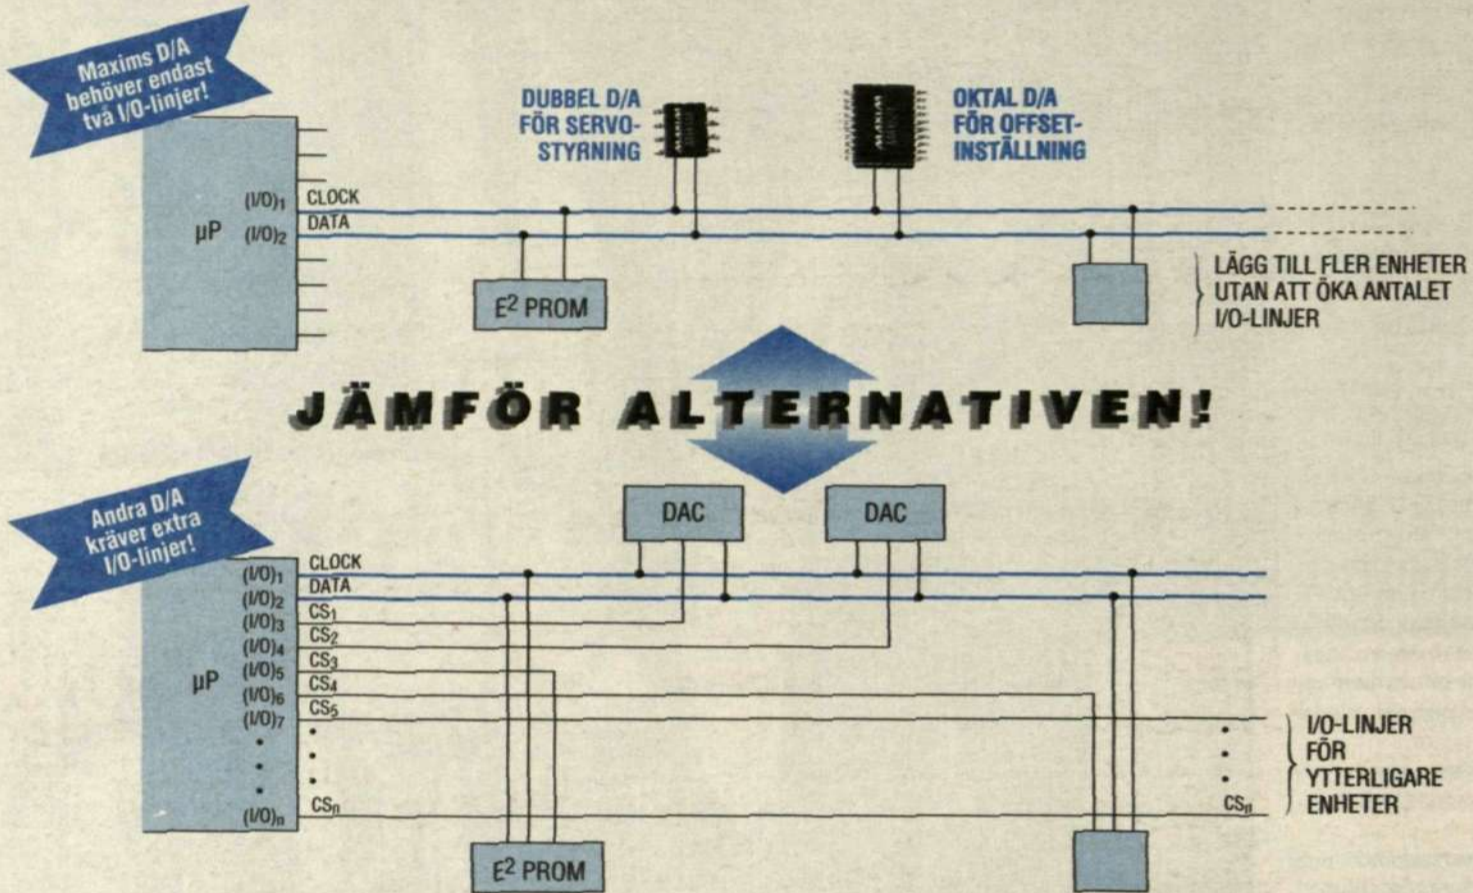 Maxims D/A
behöver endast
två I/O-linjer!
DUBBEL D/A
FÖR SERVO-
STYRNING
MAXIM
MAXIM
OKTAL D/A
FÖR OFFSET-
INSTÄLLNING
µP
(I/O)1 CLOCK
(I/O)2 DATA
E2 PROM
LÄGG TILL FLER ENHETER
UTAN ATT ÖKA ANTALET
I/O-LINJER
JÄMFÖR ALTERNATIVEN!
Andra D/A
kräver extra
I/O-linjer!
DAC
DAC
µP
(I/O)1 CLOCK
(I/O)2 DATA
(I/O)3 CS1
(I/O)4 CS2
(I/O)5 CS3
(I/O)6 CS4
(I/O)7 CS5
(I/O)n CSn
CSn
I/O-LINJER
FÖR
YTTERLIGARE
ENHETER
E2 PROM